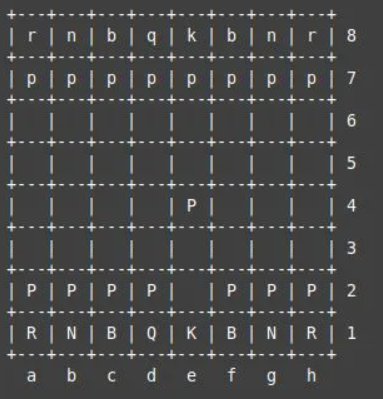 +---+---+---+---+---+---+---+---+
| r | n | b | q | k | b | n | r | 8
+---+---+---+---+---+---+---+---+
| p | p | p | p | p | p | p | p | 7
+---+---+---+---+---+---+---+---+
|   |   |   |   |   |   |   |   | 6
+---+---+---+---+---+---+---+---+
|   |   |   |   |   |   |   |   | 5
+---+---+---+---+---+---+---+---+
|   |   |   |   | P |   |   |   | 4
+---+---+---+---+---+---+---+---+
|   |   |   |   |   |   |   |   | 3
+---+---+---+---+---+---+---+---+
| P | P | P | P |   | P | P | P | 2
+---+---+---+---+---+---+---+---+
| R | N | B | Q | K | B | N | R | 1
+---+---+---+---+---+---+---+---+
  a   b   c   d   e   f   g   h